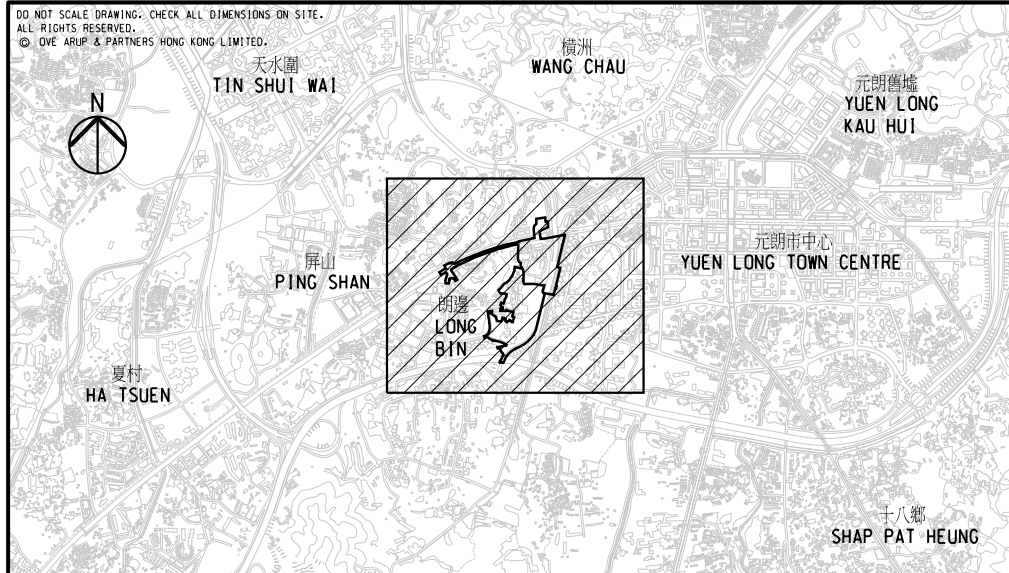 DO NOT SCALE DRAWING. CHECK ALL DIMENSIONS ON SITE.
ALL RIGHTS RESERVED.
© OVE ARUP & PARTNERS HONG KONG LIMITED.
天水圍
TIN SHUI WAI
橫洲
WANG CHAU
元朗舊墟
YUEN LONG
KAU HUI
N
屏山
PING SHAN
元朗市中心
YUEN LONG TOWN CENTRE
朗邊
LONG
BIN
夏村
HA TSUEN
十八鄉
SHAP PAT HEUNG